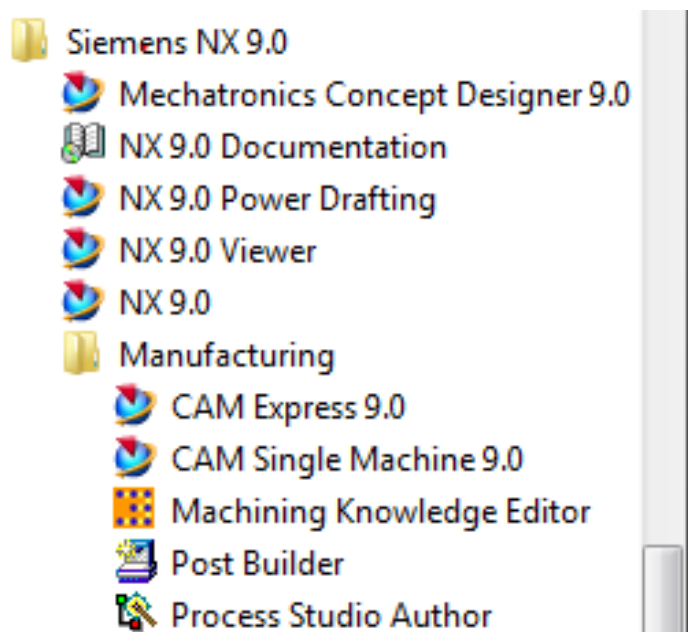 Siemens NX 9.0
Mechatronics Concept Designer 9.0
NX 9.0 Documentation
NX 9.0 Power Drafting
NX 9.0 Viewer
NX 9.0
Manufacturing
CAM Express 9.0
CAM Single Machine 9.0
Machining Knowledge Editor
Post Builder
Process Studio Author